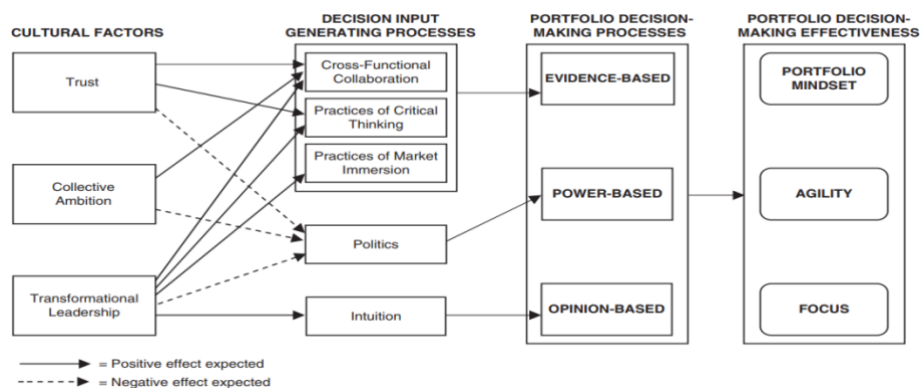 CULTURAL FACTORS
DECISION INPUT
GENERATING PROCESSES
PORTFOLIO DECISION-
MAKING PROCESSES
PORTFOLIO DECISION-
MAKING EFFECTIVENESS
Trust
Collective
Ambition
Transformational
Leadership
Cross-Functional
Collaboration
Practices of Critical
Thinking
Practices of Market
Immersion
Politics
Intuition
EVIDENCE-BASED
POWER-BASED
OPINION-BASED
PORTFOLIO
MINDSET
AGILITY
FOCUS
= Positive effect expected
= Negative effect expected